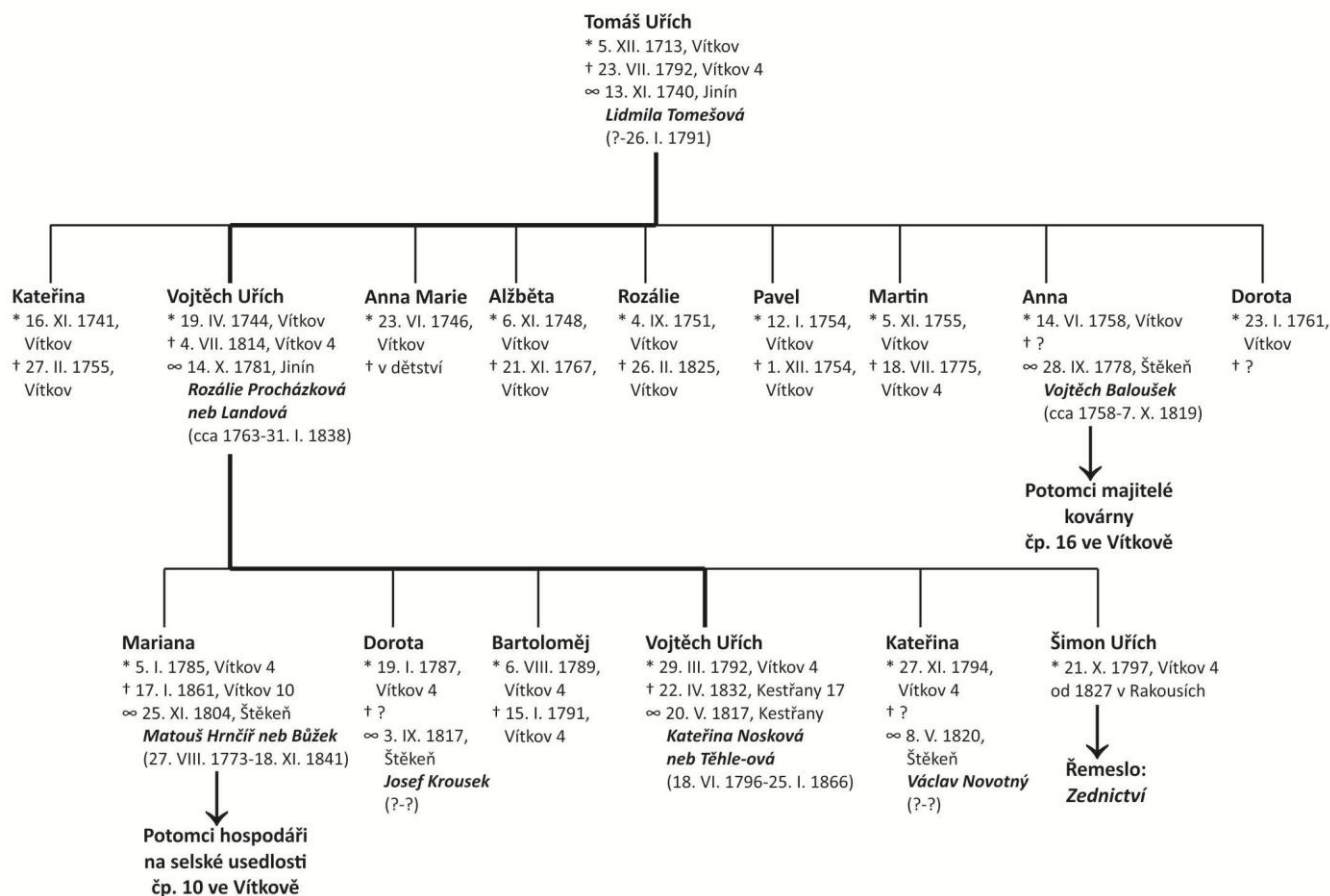 Tomáš Uřích
* 5. XII. 1713, Vítkov
† 23. VII. 1792, Vítkov 4
∞ 13. XI. 1740, Jinín
Lidmila Tomešová
(?-26. I. 1791)
Kateřina
* 16. XI. 1741,
Vítkov
† 27. II. 1755,
Vítkov
Vojtěch Uřích
* 19. IV. 1744, Vítkov
† 4. VII. 1814, Vítkov 4
∞ 14. X. 1781, Jinín
Rozálie Procházková
neb Landová
(cca 1763-31. I. 1838)
Anna Marie
* 23. VI. 1746,
Vítkov
† v dětství
Alžběta
* 6. XI. 1748,
Vítkov
† 21. XI. 1767,
Vítkov
Rozálie
* 4. IX. 1751,
Vítkov
† 26. II. 1825,
Vítkov
Pavel
* 12. I. 1754,
Vítkov
† 1. XII. 1754,
Vítkov
Martin
* 5. XI. 1755,
Vítkov
† 18. VII. 1775,
Vítkov 4
Anna
* 14. VI. 1758, Vítkov
† ?
∞ 28. IX. 1778, Štěkeň
Vojtěch Baloušek
(cca 1758-7. X. 1819)
Potomci majitelé
kovárny
čp. 16 ve Vítkově
Dorota
* 23. I. 1761,
Vítkov
† ?
Mariana
* 5. I. 1785, Vítkov 4
† 17. I. 1861, Vítkov 10
∞ 25. XI. 1804, Štěkeň
Matouš Hrnčíř neb Bůžek
(27. VIII. 1773-18. XI. 1841)
Potomci hospodáři
na selské usedlosti
čp. 10 ve Vítkově
Dorota
* 19. I. 1787,
Vítkov 4
† ?
∞ 3. IX. 1817,
Štěkeň
Josef Krousek
(?-?)
Bartoloměj
* 6. VIII. 1789,
Vítkov 4
† 15. I. 1791,
Vítkov 4
Vojtěch Uřích
* 29. III. 1792, Vítkov 4
† 22. IV. 1832, Kestřany 17
∞ 20. V. 1817, Kestřany
Kateřina Nosková
neb Těhle-ová
(18. VI. 1796-25. I. 1866)
Kateřina
* 27. XI. 1794,
Vítkov 4
† ?
∞ 8. V. 1820,
Štěkeň
Václav Novotný
(?-?)
Šimon Uřích
* 21. X. 1797, Vítkov 4
od 1827 v Rakousích
Řemeslo:
Zednictví